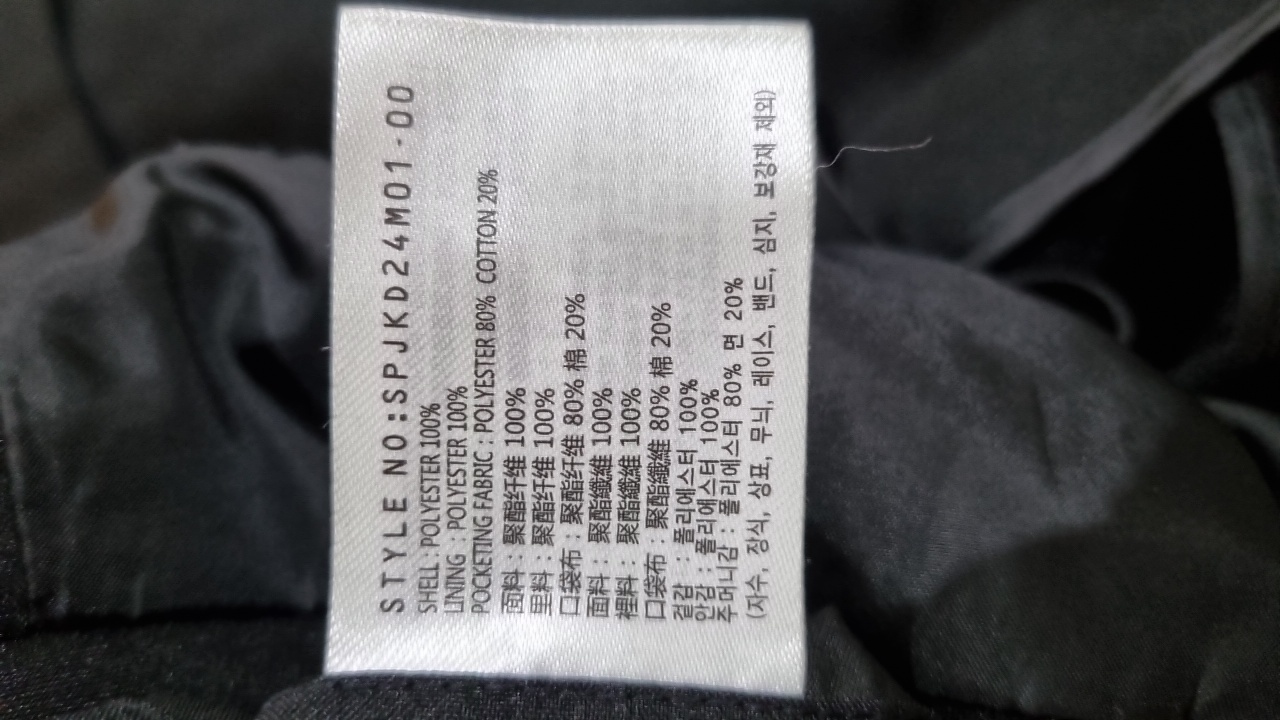 STYLE NO:SPJKD24M01-00
SHELL : POLYESTER 100%
LINING : POLYESTER 100%
POCKETING FABRIC : POLYESTER 80% COTTON 20%
面料 : 聚酯纤维 100%
里料 : 聚酯纤维 100%
口袋布 : 聚酯纤维 80% 棉 20%
面料 : 聚酯纖維 100%
裡料 : 聚酯纖維 100%
口袋布 : 聚酯纖維 80% 棉 20%
겉감 : 폴리에스터 100%
안감 : 폴리에스터 100%
주머니감 : 폴리에스터 80% 면 20%
(자수, 장식, 상표, 무늬, 레이스, 밴드, 심지, 보강재 제외)